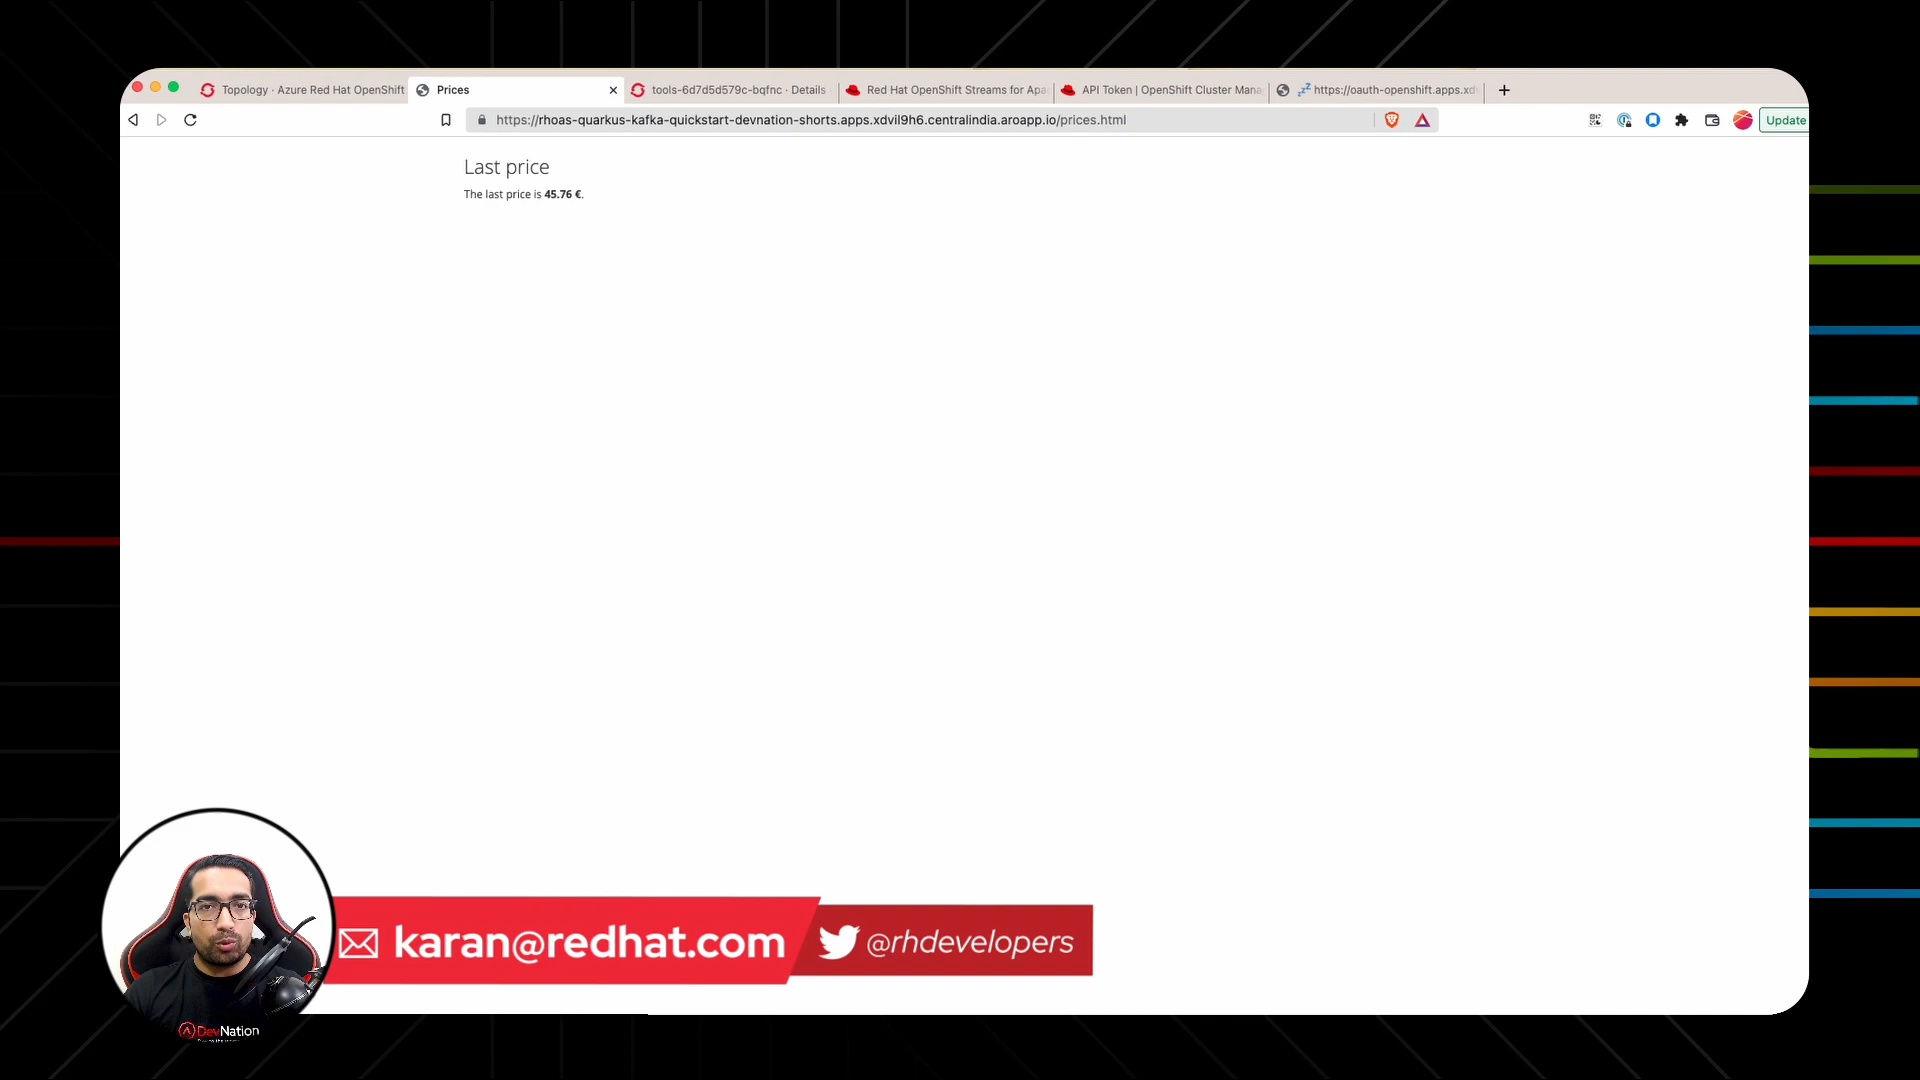 Topology · Azure Red Hat OpenShift
Prices
tools-6d7d5d579c-bqfnc · Details
Red Hat OpenShift Streams for Apa
API Token | OpenShift Cluster Mana
https://oauth-openshift.apps.xdv
https://rhoas-quarkus-kafka-quickstart-devnation-shorts.apps.xdvil9h6.centralindia.aroapp.io/prices.html
Update
Last price
The last price is 45.76 €.
karan@redhat.com
@rhdevelopers
DevNation